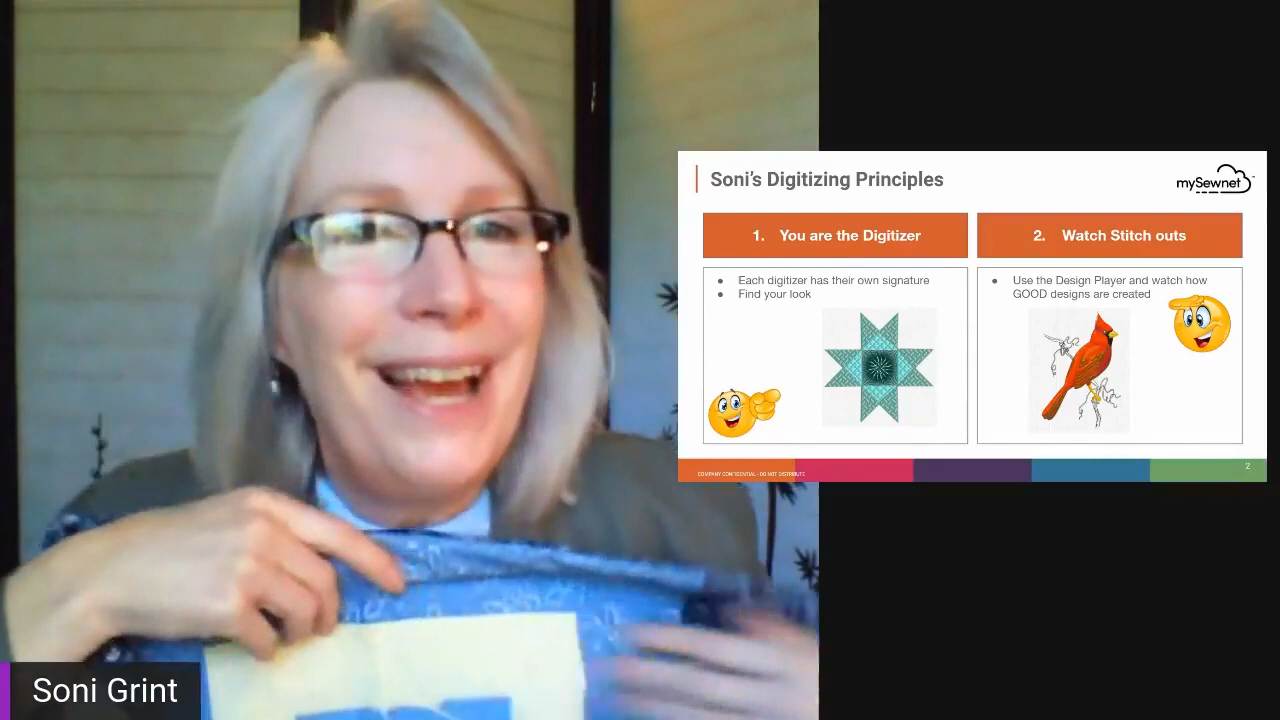 Soni's Digitizing Principles
mySewnet
1. You are the Digitizer
2. Watch Stitch outs
● Each digitizer has their own signature
● Find your look
● Use the Design Player and watch how
GOOD designs are created
COMPANY CONFIDENTIAL - DO NOT DISTRIBUTE
2
Soni Grint